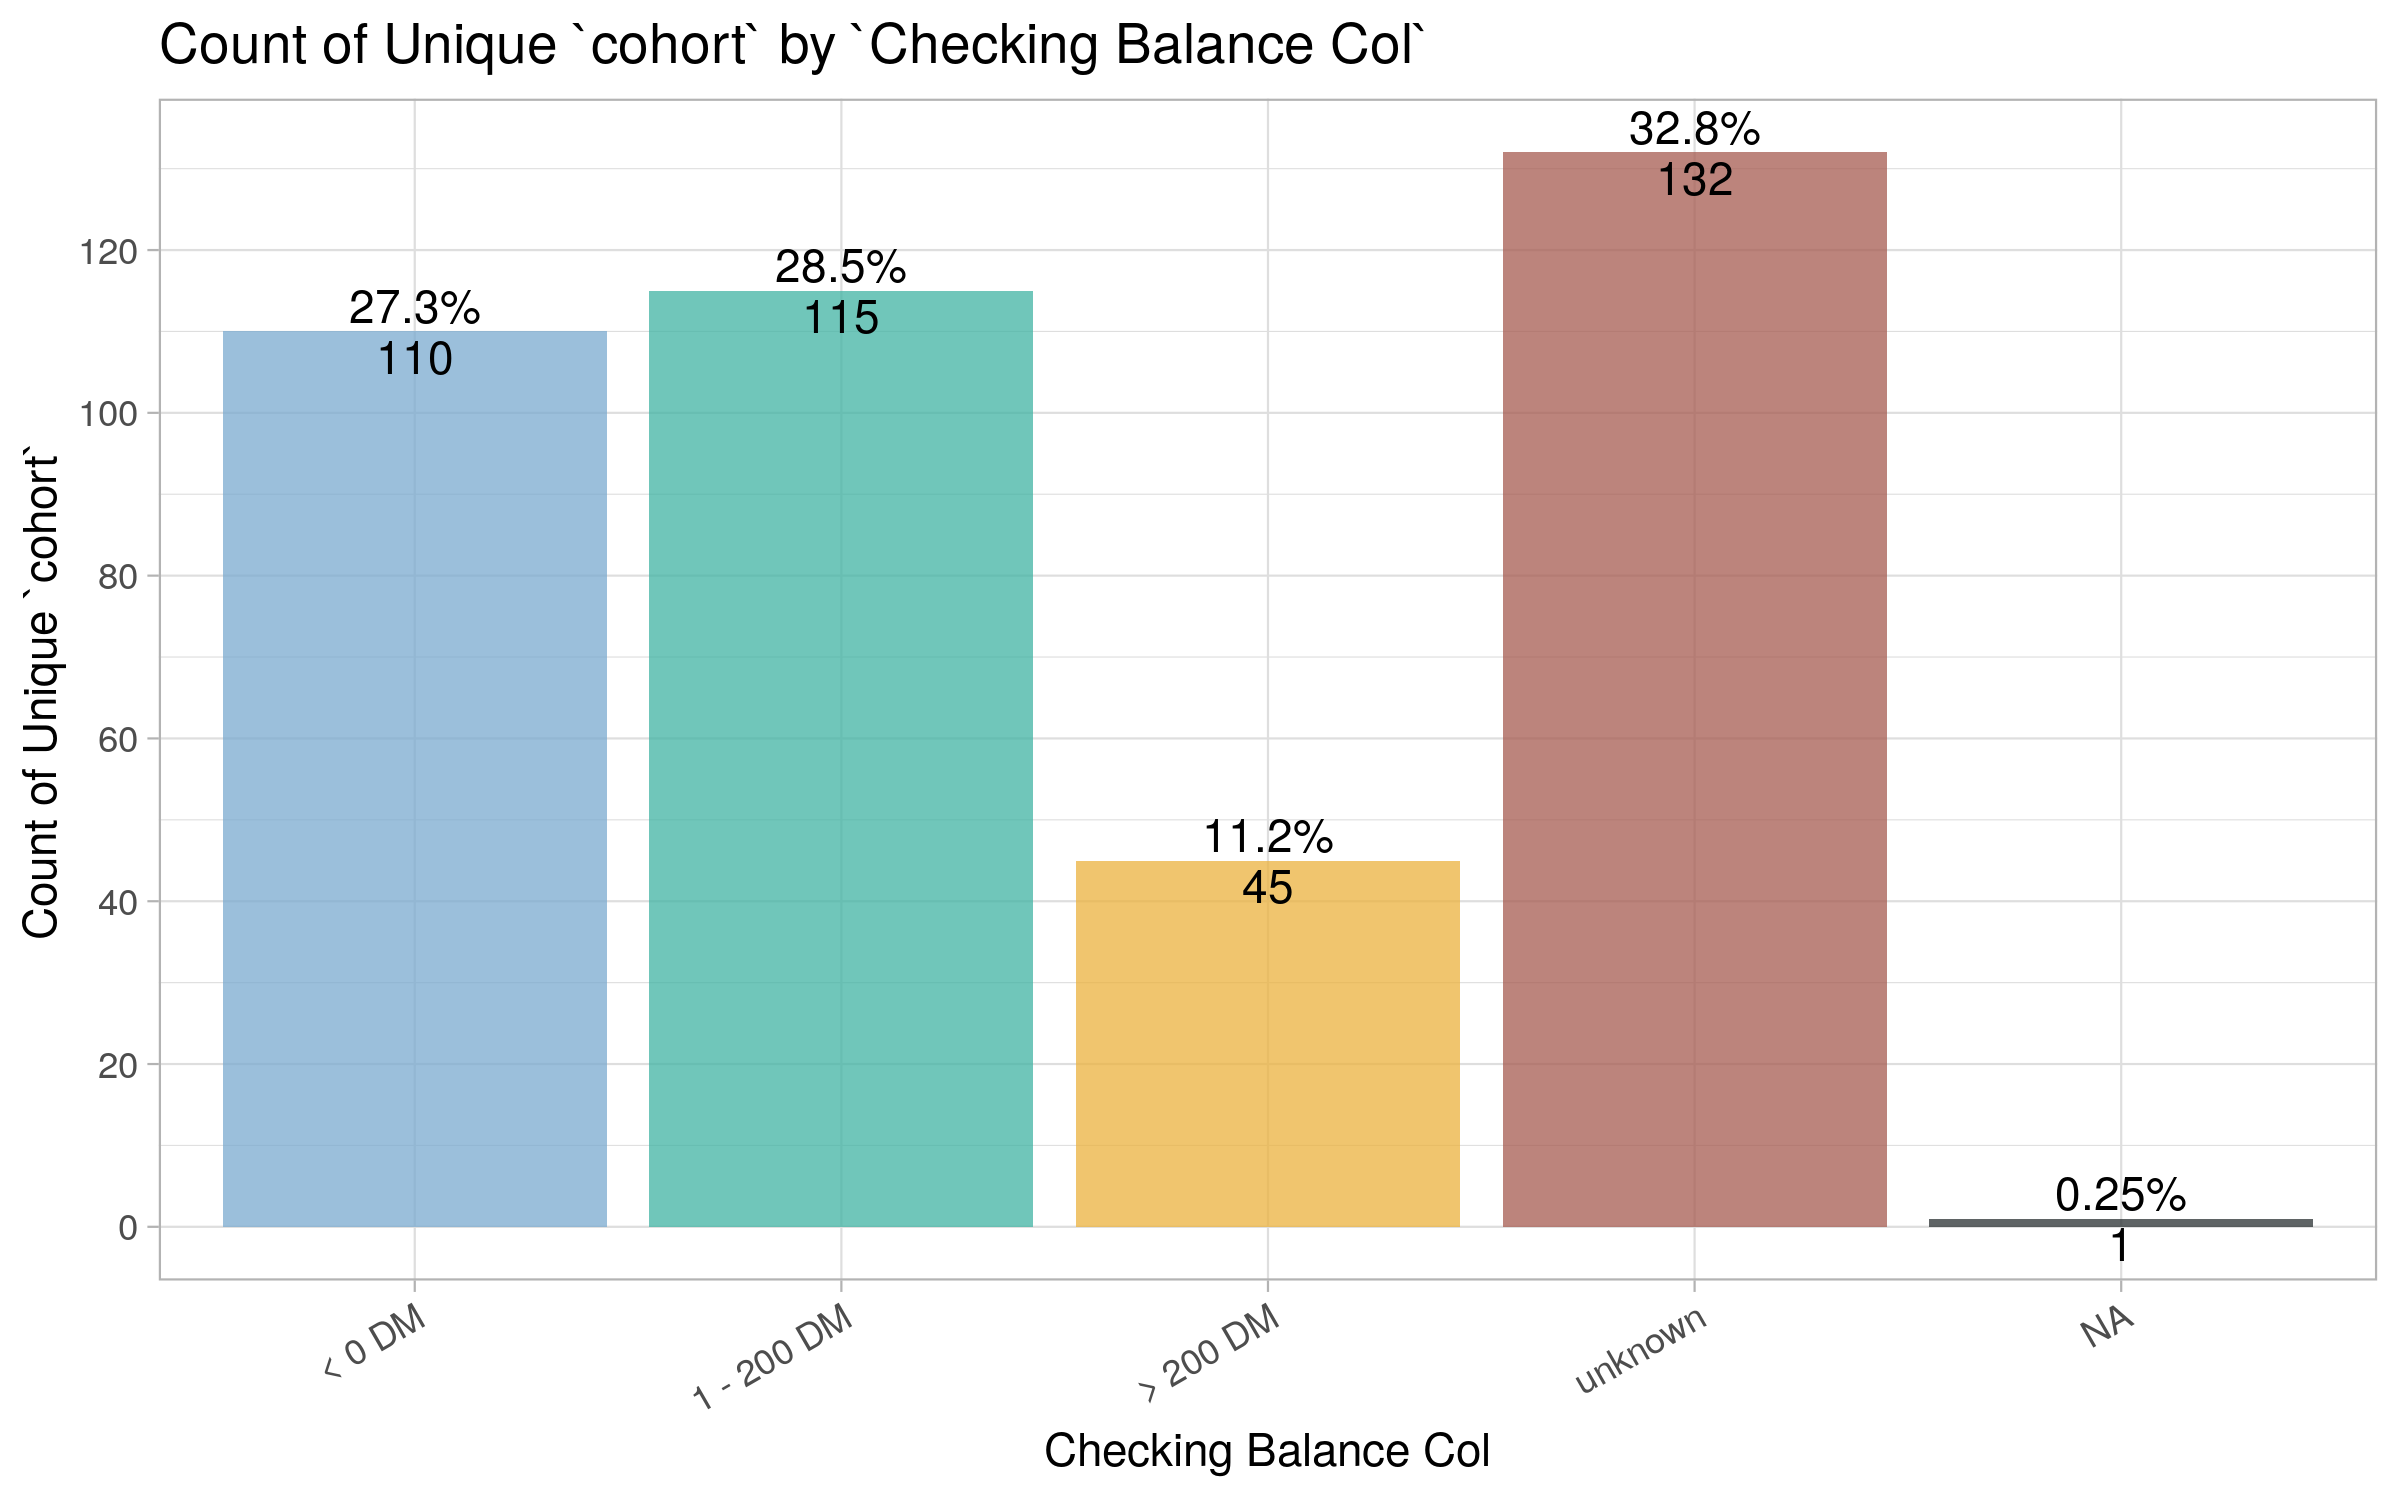 Count of Unique `cohort` by `Checking Balance Col`
Count of Unique `cohort`
120
100
80
60
40
20
0
27.3%
110
28.5%
115
11.2%
45
32.8%
132
0.25%
1
< 0 DM
1 - 200 DM
> 200 DM
unknown
NA
Checking Balance Col